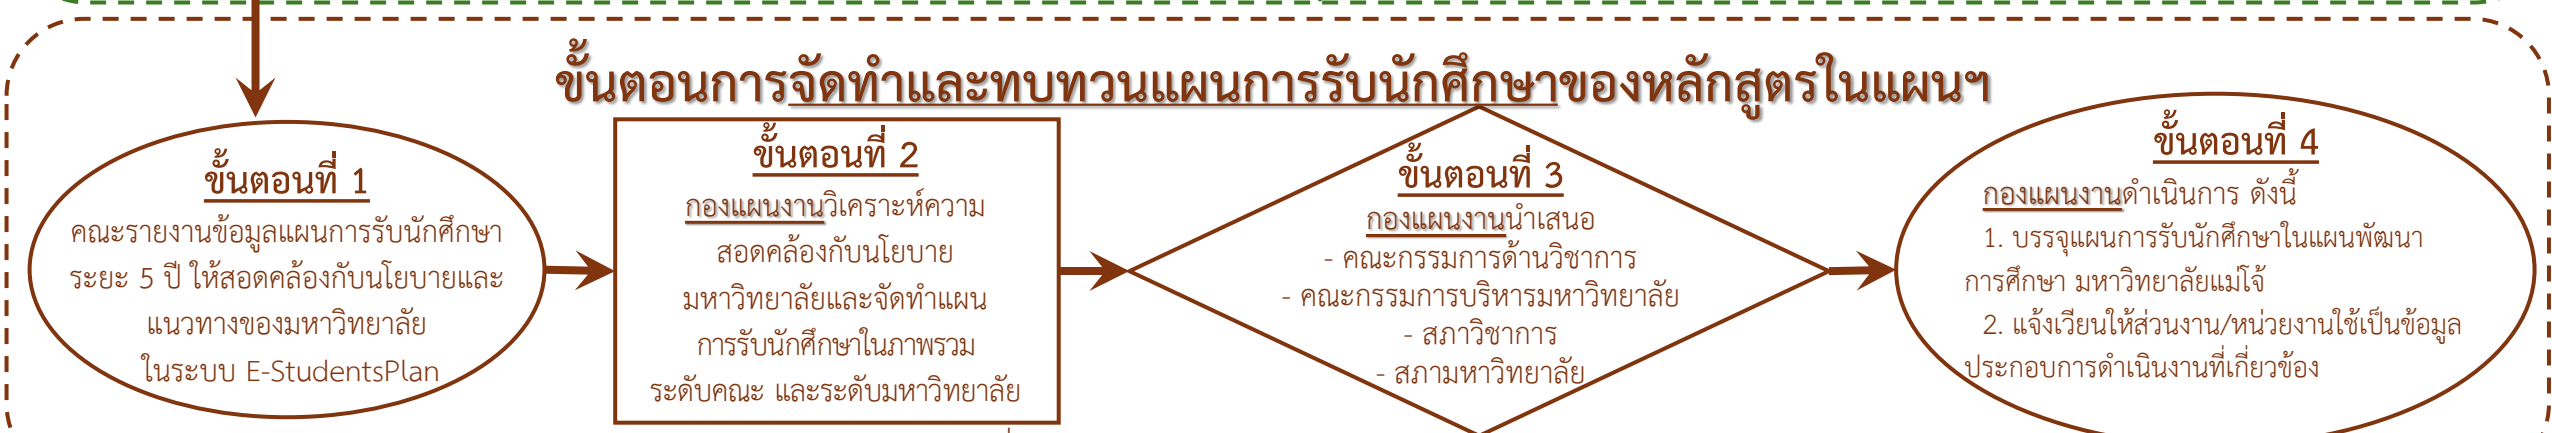 ขั้นตอนการจัดทำและทบทวนแผนการรับนักศึกษาของหลักสูตรในแผนฯ
ขั้นตอนที่ 1
คณะรายงานข้อมูลแผนการรับนักศึกษา
ระยะ 5 ปี ให้สอดคล้องกับนโยบายและ
แนวทางของมหาวิทยาลัย
ในระบบ E-StudentsPlan
ขั้นตอนที่ 2
กองแผนงานวิเคราะห์ความ
สอดคล้องกับนโยบาย
มหาวิทยาลัยและจัดทำแผน
การรับนักศึกษาในภาพรวม
ระดับคณะ และระดับมหาวิทยาลัย
ขั้นตอนที่ 3
กองแผนงานนำเสนอ
- คณะกรรมการด้านวิชาการ
- คณะกรรมการบริหารมหาวิทยาลัย
- สภาวิชาการ
- สภามหาวิทยาลัย
ขั้นตอนที่ 4
กองแผนงานดำเนินการ ดังนี้
1. บรรจุแผนการรับนักศึกษาในแผนพัฒนา
การศึกษา มหาวิทยาลัยแม่โจ้
2. แจ้งเวียนให้ส่วนงาน/หน่วยงานใช้เป็นข้อมูล
ประกอบการดำเนินงานที่เกี่ยวข้อง